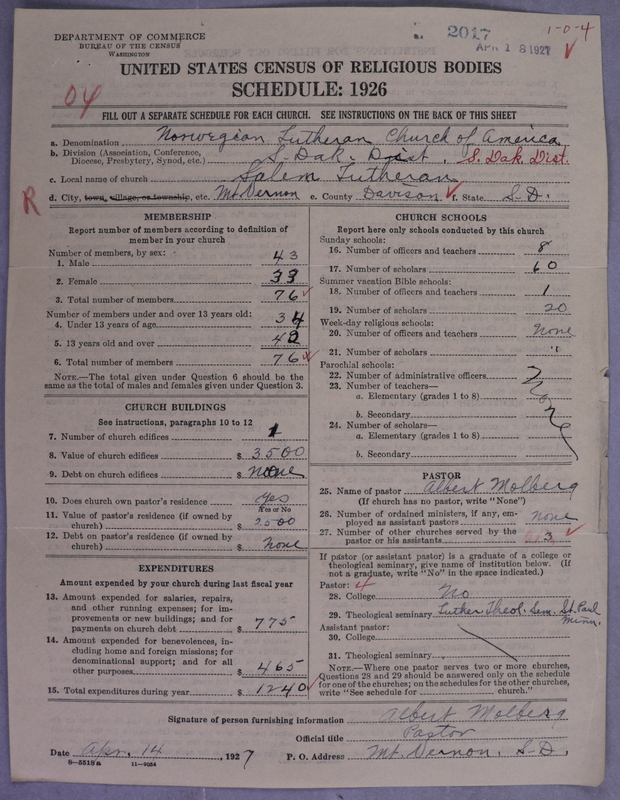 DEPARTMENT OF COMMERCE
BUREAU OF THE CENSUS
WASHINGTON
2017
APR 18 1927
1-0-4
UNITED STATES CENSUS OF RELIGIOUS BODIES
SCHEDULE: 1926
04
FILL OUT A SEPARATE SCHEDULE FOR EACH CHURCH. SEE INSTRUCTIONS ON THE BACK OF THIS SHEET
a. Denomination Norwegian Lutheran Church of America
b. Division (Association, Conference, Diocese, Presbytery, Synod, etc.) S. Dak. Dist. S. Dak. Dist.
c. Local name of church Salem Lutheran
d. City, town, village, or township, etc. Mt. Vernon e. County Davison f. State S.D.
R
MEMBERSHIP
Report number of members according to definition of
member in your church
Number of members, by sex:
1. Male 43
2. Female 33
3. Total number of members 76
Number of members under and over 13 years old:
4. Under 13 years of age 34
5. 13 years old and over 42
6. Total number of members 76
NOTE.—The total given under Question 6 should be
same as the total of males and females given under Question 3.
CHURCH BUILDINGS
See instructions, paragraphs 10 to 12
7. Number of church edifices 1
8. Value of church edifices $ 3500
9. Debt on church edifices $ none
10. Does church own pastor's residence Yes
Yes or No
11. Value of pastor's residence (if owned by
church) $ 2500
12. Debt on pastor's residence (if owned by
church) $ none
EXPENDITURES
Amount expended by your church during last fiscal year
13. Amount expended for salaries, repairs,
and other running expenses; for im-
provements or new buildings; and for
payments on church debt $ 775
14. Amount expended for benevolences, in-
cluding home and foreign missions; for
denominational support; and for all
other purposes $ 465
15. Total expenditures during year $ 1240
CHURCH SCHOOLS
Report here only schools conducted by this church
Sunday schools:
16. Number of officers and teachers 8
17. Number of scholars 60
Summer vacation Bible schools:
18. Number of officers and teachers 1
19. Number of scholars 20
Week-day religious schools:
20. Number of officers and teachers None
21. Number of scholars "
Parochial schools:
22. Number of administrative officers
23. Number of teachers—
a. Elementary (grades 1 to 8)
b. Secondary
24. Number of scholars—
a. Elementary (grades 1 to 8)
b. Secondary
None
PASTOR
25. Name of pastor Albert Molberg
(If church has no pastor, write "None")
26. Number of ordained ministers, if any, em-
ployed as assistant pastors none
27. Number of other churches served by the
pastor or his assistants 3
If pastor (or assistant pastor) is a graduate of a college or
theological seminary, give name of institution below. (If
not a graduate, write "No" in the space indicated.)
Pastor: 4
28. College No
29. Theological seminary Luther Theol. Sem. St. Paul
Minn.
Assistant pastor:
30. College
31. Theological seminary
NOTE.—Where one pastor serves two or more churches,
Questions 28 and 29 should be answered only on the schedule
for one of the churches; on the schedules for the other churches,
write "See schedule for church."
Signature of person furnishing information Albert Molberg
Official title Pastor
Date Apr. 14, 1927 P. O. Address Mt. Vernon, S.D.
8—5518a 11—9034